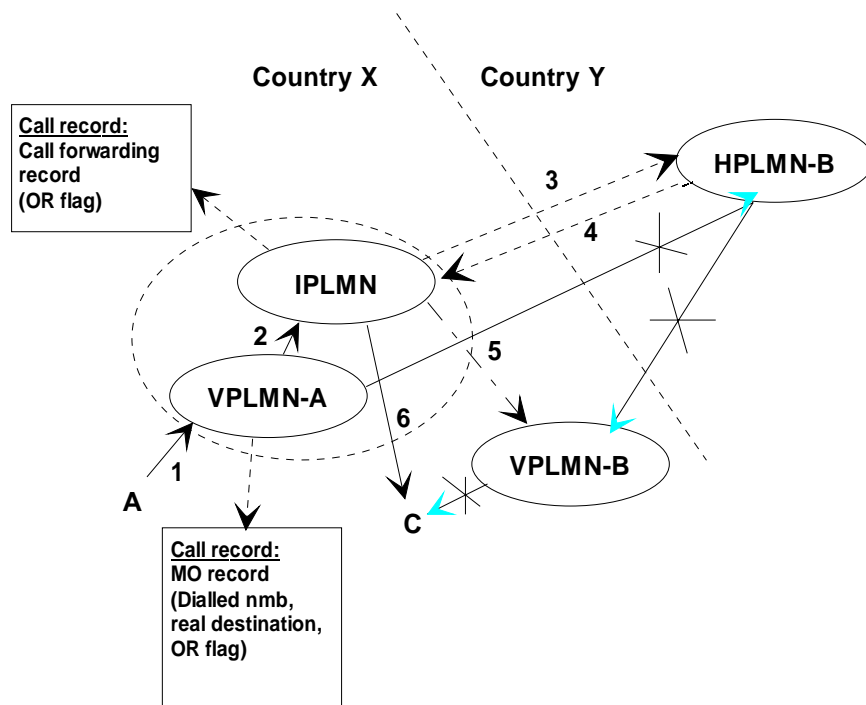 Country X
Country Y
Call record:
Call forwarding
record
(OR flag)
HPLMN-B
3
4
IPLMN
2
5
VPLMN-A
6
VPLMN-B
1
A
C
Call record:
MO record
(Dialled nmb,
real destination,
OR flag)